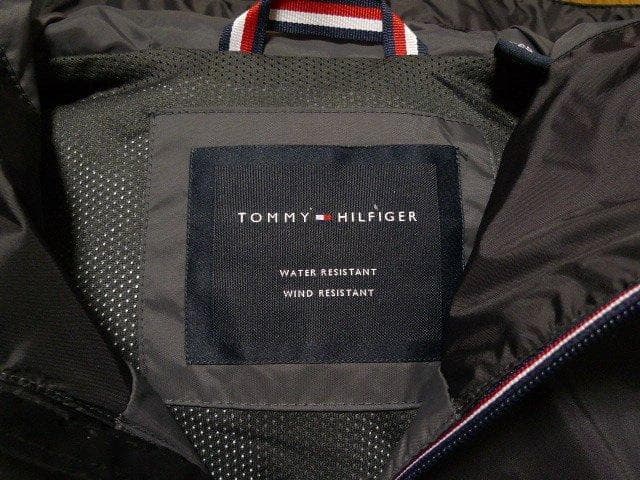 TOMMY HILFIGER
WATER RESISTANT
WIND RESISTANT